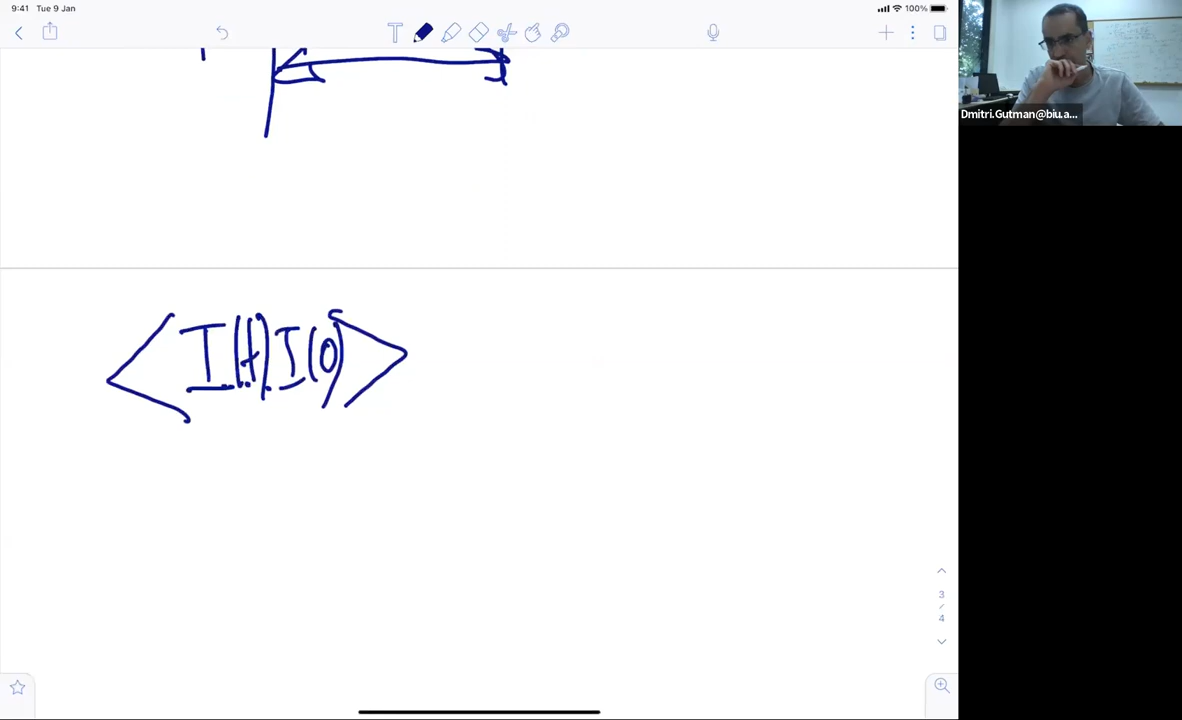 9:41 Tue 9 Jan
100%
T
Dmitri.Gutman@biu.a...
⟨I(t)I(0)⟩
3
/
4